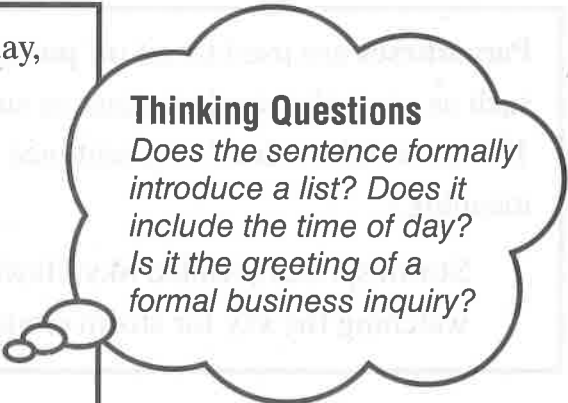 ay,
Thinking Questions
Does the sentence formally
introduce a list? Does it
include the time of day?
Is it the greeting of a
formal business inquiry?